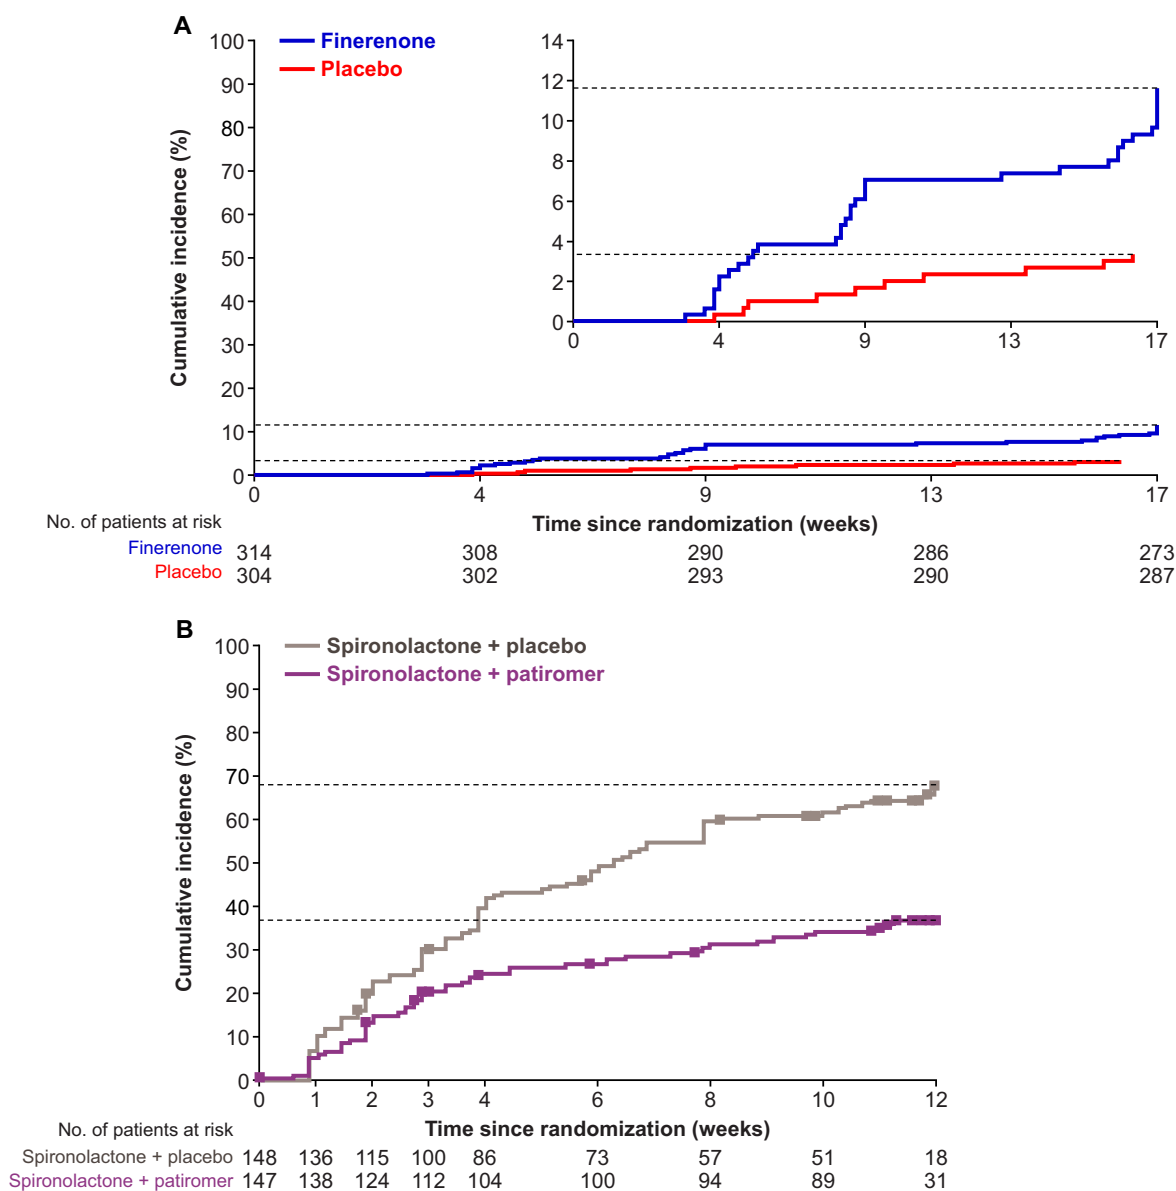 A
Finerenone
Placebo
Cumulative incidence (%)
100
90
80
70
60
50
40
30
20
10
0
0 4 9 13 17
14
12
10
8
6
4
2
0
0 4 9 13 17
Time since randomization (weeks)
No. of patients at risk
Finerenone 314 308 290 286 273
Placebo 304 302 293 290 287
B
Spironolactone + placebo
Spironolactone + patiromer
Cumulative incidence (%)
100
90
80
70
60
50
40
30
20
10
0
0 1 2 3 4 6 8 10 12
Time since randomization (weeks)
No. of patients at risk
Spironolactone + placebo 148 136 115 100 86 73 57 51 18
Spironolactone + patiromer 147 138 124 112 104 100 94 89 31